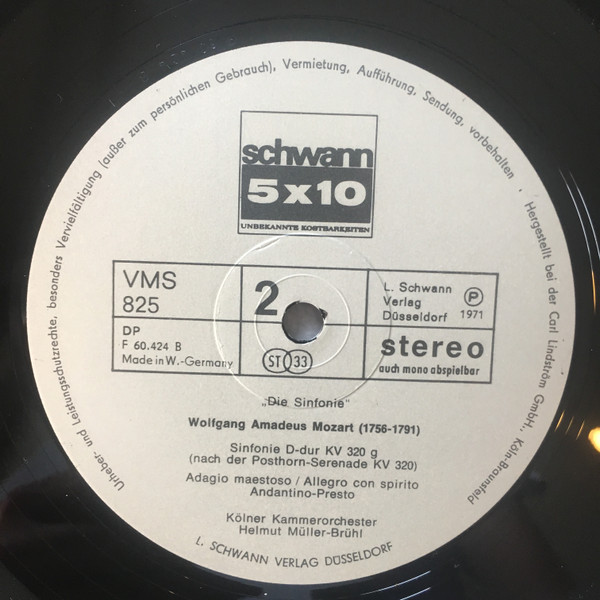 Urheber- und Leistungsschutzrechte, besonders Vervielfältigung (außer zum persönlichen Gebrauch), Vermietung, Aufführung, Sendung, vorbehalten . Hergestellt bei der Carl Lindström GmbH., Köln-Braunsfeld
schwann
5 x 10
UNBEKANNTE KOSTBARKEITEN
VMS
825
2
L. Schwann
Verlag
Düsseldorf
℗
1971
DP
F 60.424 B
Made in W.-Germany
ST 33
stereo
auch mono abspielbar
„Die Sinfonie"
Wolfgang Amadeus Mozart (1756-1791)
Sinfonie D-dur KV 320 g
(nach der Posthorn-Serenade KV 320)
Adagio maestoso / Allegro con spirito
Andantino-Presto
Kölner Kammerorchester
Helmut Müller-Brühl
L. SCHWANN VERLAG DÜSSELDORF